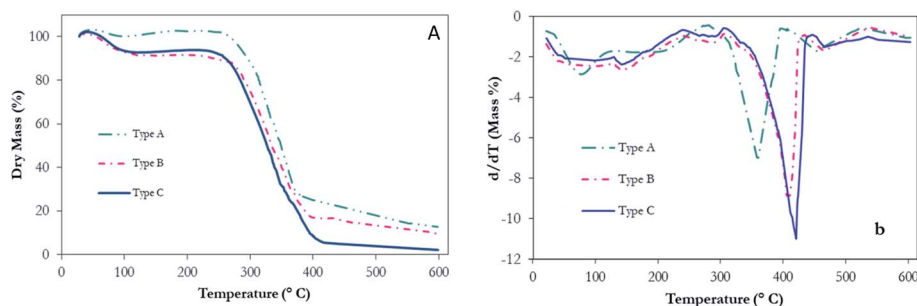 A
100
80
60
40
20
0
Dry Mass (%)
Type A
Type B
Type C
0 100 200 300 400 500 600
Temperature (° C)
0
-2
-4
-6
-8
-10
-12
d/dT (Mass %)
Type A
Type B
Type C
b
0 100 200 300 400 500 600
Temperature (° C)